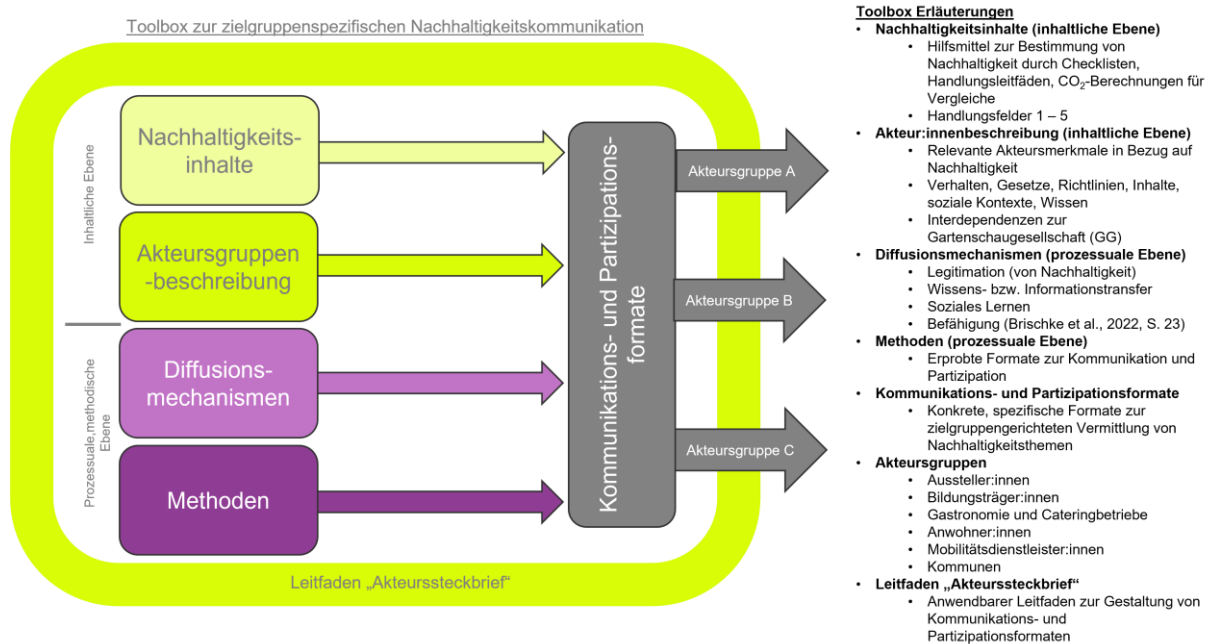 Toolbox zur zielgruppenspezifischen Nachhaltigkeitskommunikation
Inhaltliche Ebene
Prozessuale,methodische
Ebene
Nachhaltigkeits-
inhalte
Akteursgruppen
-beschreibung
Diffusions-
mechanismen
Methoden
Kommunikations- und Partizipations-
formate
Akteursgruppe A
Akteursgruppe B
Akteursgruppe C
Leitfaden „Akteurssteckbrief“
Toolbox Erläuterungen
• Nachhaltigkeitsinhalte (inhaltliche Ebene)
• Hilfsmittel zur Bestimmung von
Nachhaltigkeit durch Checklisten,
Handlungsleitfäden, CO₂-Berechnungen für
Vergleiche
• Handlungsfelder 1 – 5
• Akteur:innenbeschreibung (inhaltliche Ebene)
• Relevante Akteursmerkmale in Bezug auf
Nachhaltigkeit
• Verhalten, Gesetze, Richtlinien, Inhalte,
soziale Kontexte, Wissen
• Interdependenzen zur
Gartenschaugesellschaft (GG)
• Diffusionsmechanismen (prozessuale Ebene)
• Legitimation (von Nachhaltigkeit)
• Wissens- bzw. Informationstransfer
• Soziales Lernen
• Befähigung (Brischke et al., 2022, S. 23)
• Methoden (prozessuale Ebene)
• Erprobte Formate zur Kommunikation und
Partizipation
• Kommunikations- und Partizipationsformate
• Konkrete, spezifische Formate zur
zielgruppengerichteten Vermittlung von
Nachhaltigkeitsthemen
• Akteursgruppen
• Aussteller:innen
• Bildungsträger:innen
• Gastronomie und Cateringbetriebe
• Anwohner:innen
• Mobilitätsdienstleister:innen
• Kommunen
• Leitfaden „Akteurssteckbrief“
• Anwendbarer Leitfaden zur Gestaltung von
Kommunikations- und
Partizipationsformaten